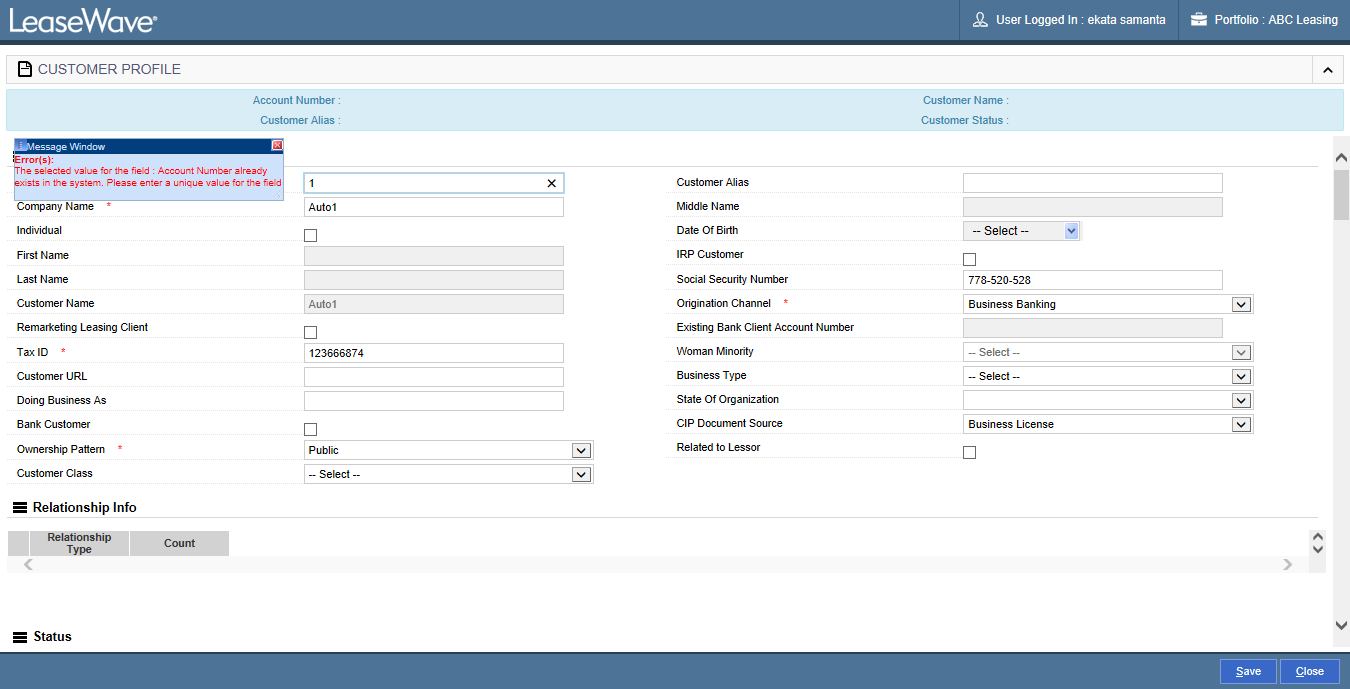 LeaseWave®
User Logged In : ekata samanta
Portfolio : ABC Leasing
CUSTOMER PROFILE
Account Number :
Customer Name :
Customer Alias :
Customer Status :
Message Window
Error(s):
The selected value for the field : Account Number already
exists in the system. Please enter a unique value for the field
1
Customer Alias
Company Name *
Auto1
Middle Name
Individual
Date Of Birth
-- Select --
First Name
IRP Customer
Last Name
Social Security Number
778-520-528
Customer Name
Auto1
Origination Channel *
Business Banking
Remarketing Leasing Client
Existing Bank Client Account Number
Tax ID *
123666874
Woman Minority
-- Select --
Customer URL
Business Type
-- Select --
Doing Business As
State Of Organization
Bank Customer
CIP Document Source
Business License
Ownership Pattern *
Public
Related to Lessor
Customer Class
-- Select --
Relationship Info
Relationship
Type
Count
Status
Save
Close